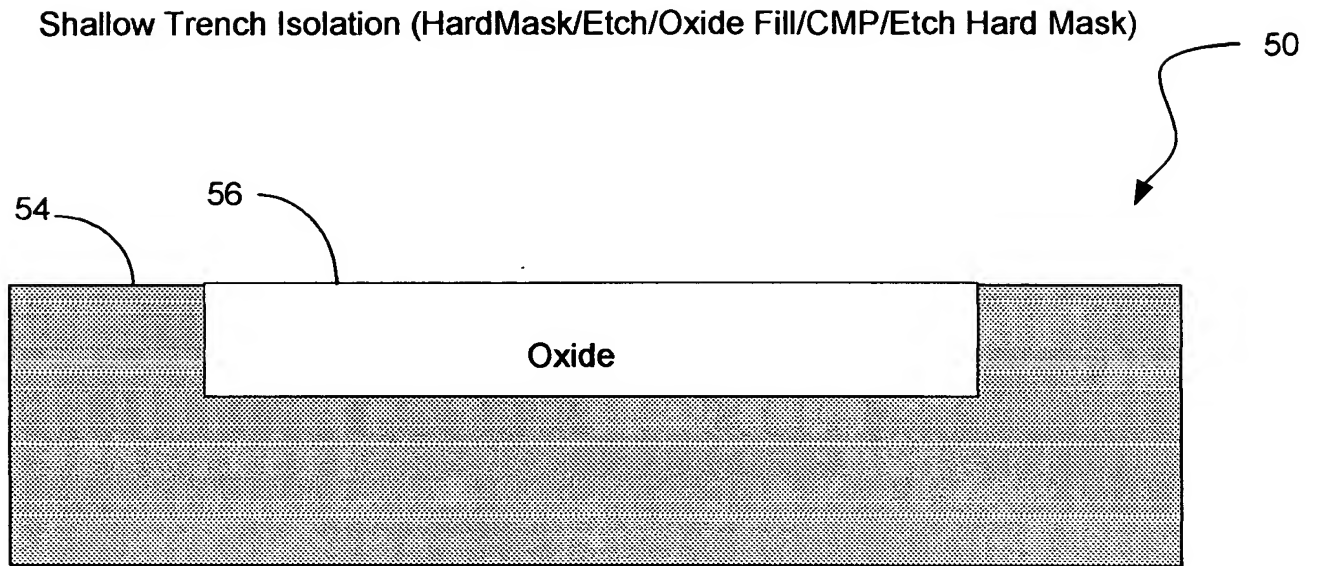 Shallow Trench Isolation (HardMask/Etch/Oxide Fill/CMP/Etch Hard Mask)
50
56
54
Oxide